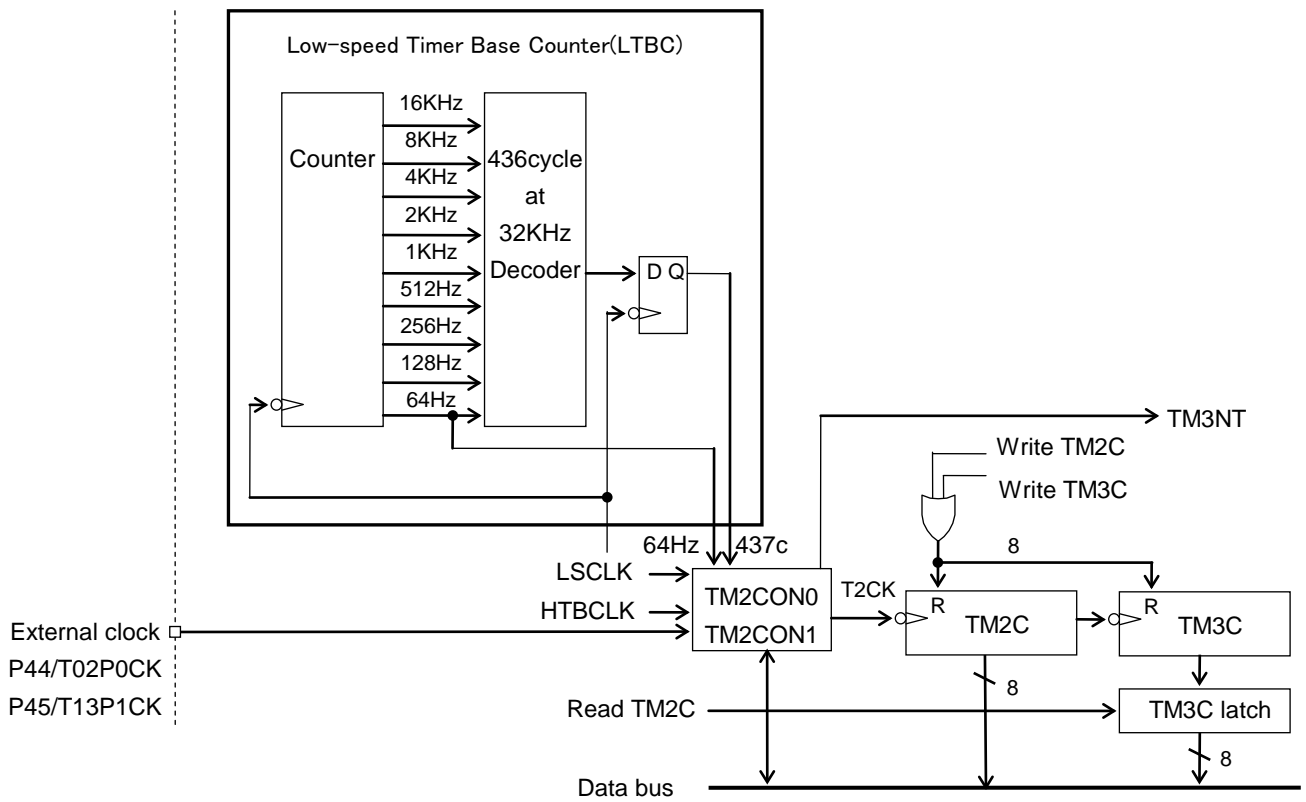 Low-speed Timer Base Counter(LTBC)
16KHz
8KHz
4KHz
2KHz
1KHz
512Hz
256Hz
128Hz
64Hz
Counter
436cycle
at
32KHz
Decoder
D Q
TM3NT
Write TM2C
Write TM3C
64Hz
437c
8
LSCLK
HTBCLK
TM2CON0
TM2CON1
T2CK
R
TM2C
R
TM3C
External clock
P44/T02P0CK
P45/T13P1CK
8
Read TM2C
TM3C latch
8
Data bus